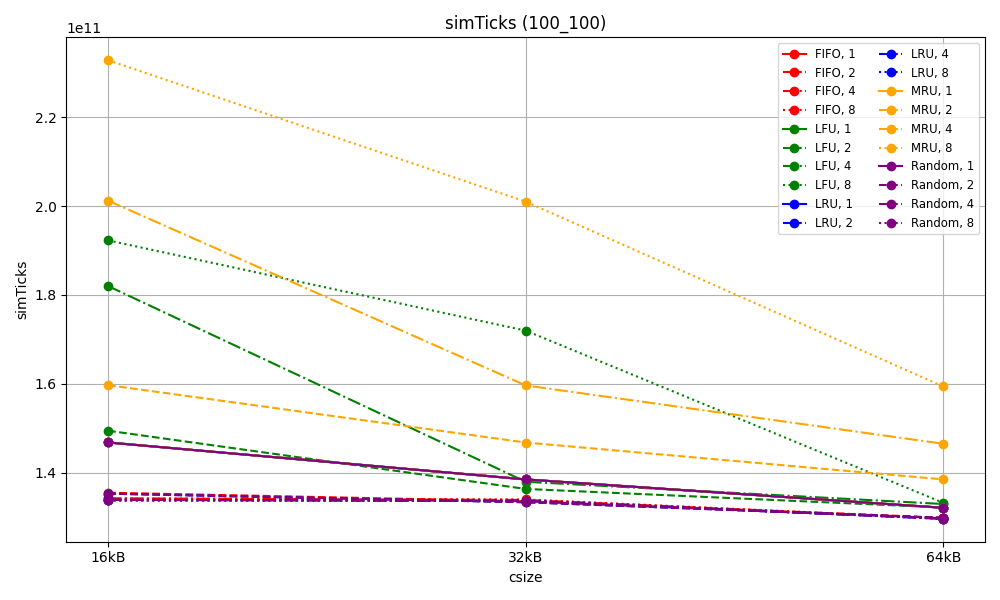 simTicks (100_100)
1e11
2.2
2.0
1.8
1.6
1.4
simTicks
16kB
32kB
64kB
csize
FIFO, 1
FIFO, 2
FIFO, 4
FIFO, 8
LFU, 1
LFU, 2
LFU, 4
LFU, 8
LRU, 1
LRU, 2
LRU, 4
LRU, 8
MRU, 1
MRU, 2
MRU, 4
MRU, 8
Random, 1
Random, 2
Random, 4
Random, 8